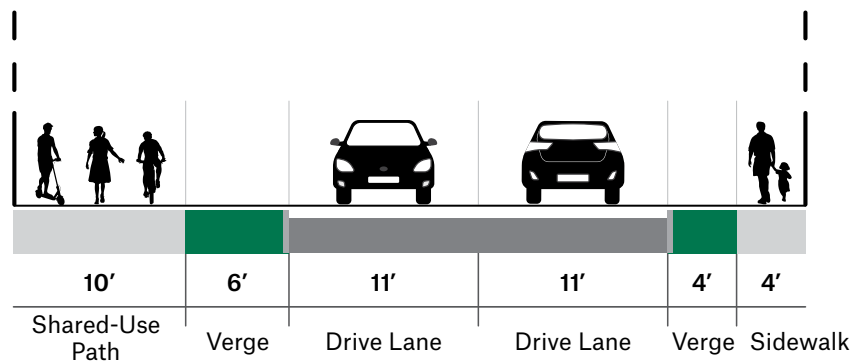 10′ 6′ 11′ 11′ 4′ 4′
Shared-Use
Path
Verge
Drive Lane
Drive Lane
Verge
Sidewalk